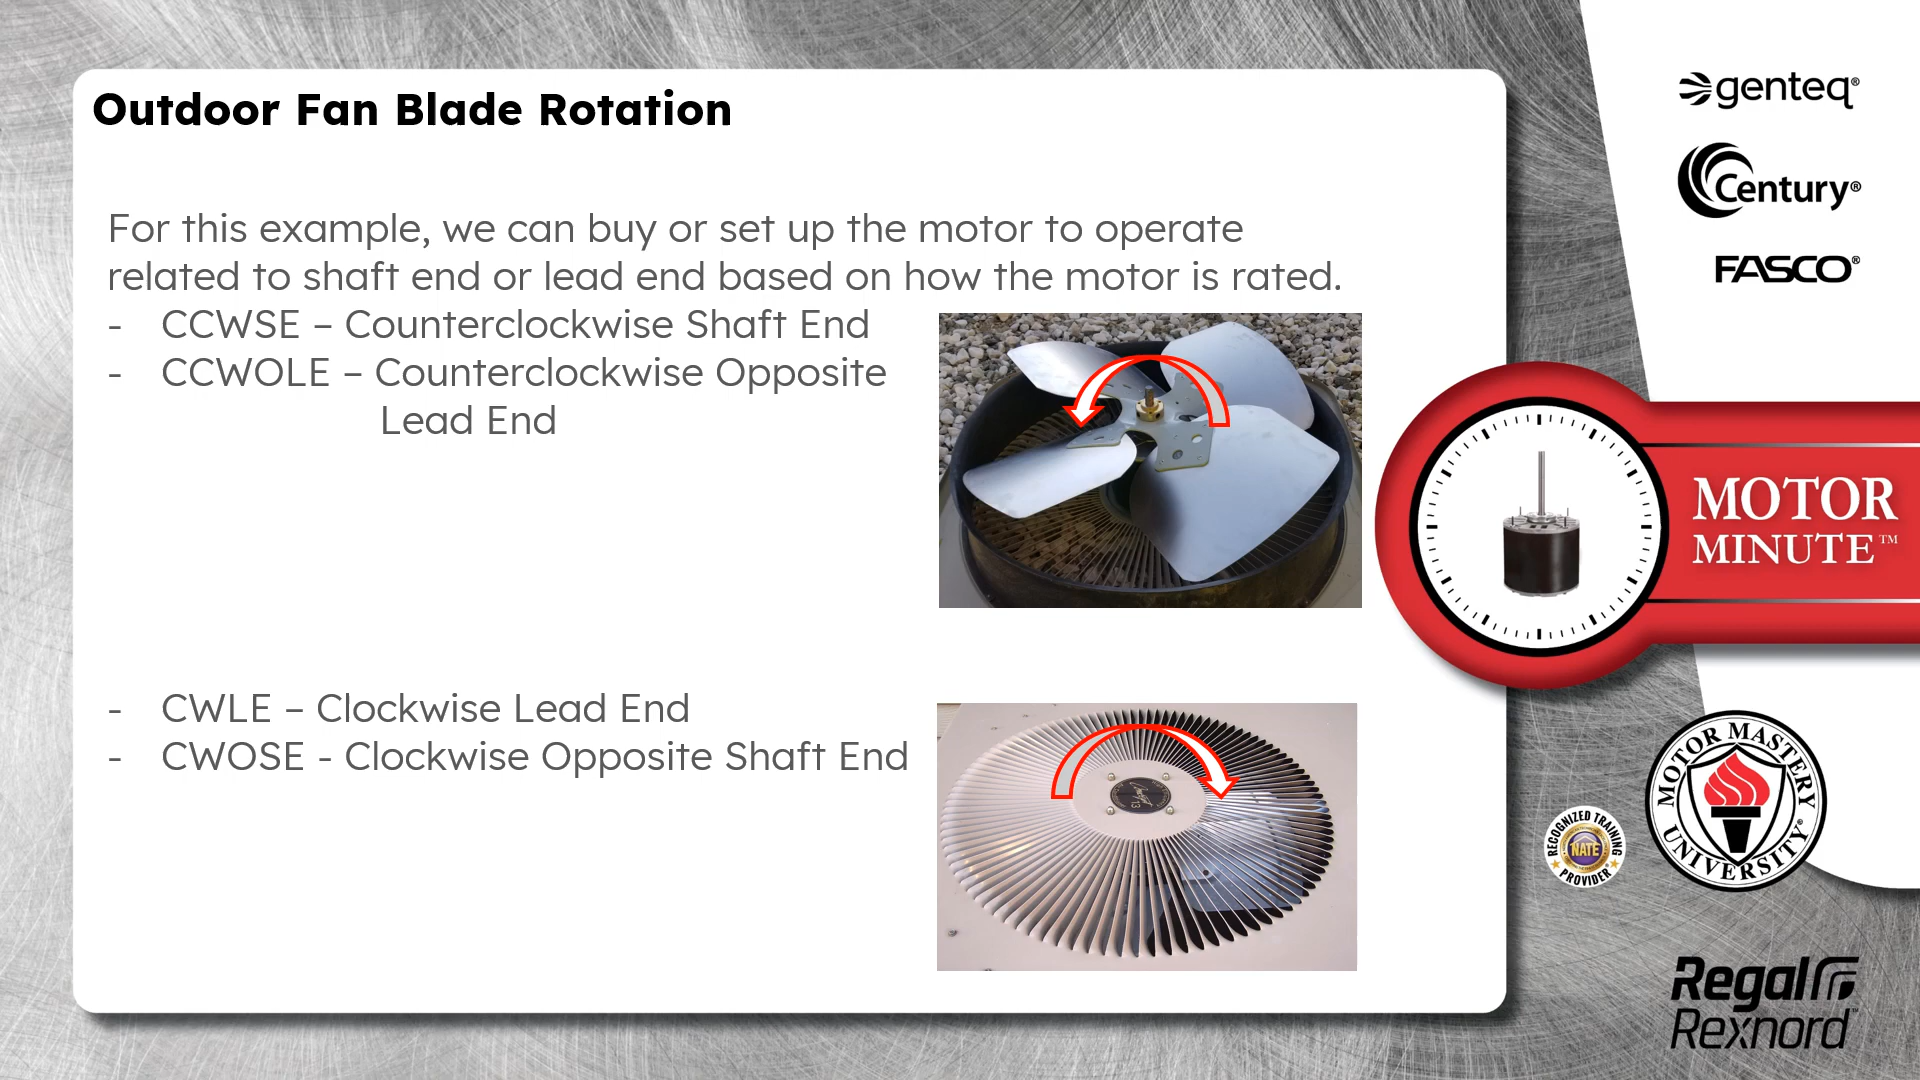 Outdoor Fan Blade Rotation
For this example, we can buy or set up the motor to operate
related to shaft end or lead end based on how the motor is rated.
- CCWSE – Counterclockwise Shaft End
- CCWOLE – Counterclockwise Opposite
Lead End
- CWLE – Clockwise Lead End
- CWOSE - Clockwise Opposite Shaft End
genteq®
Century®
FASCO®
MOTOR
MINUTE™
MOTOR MASTERY
UNIVERSITY®
RECOGNIZED TRAINING
NATE
PROVIDER
Regal
Rexnord
13